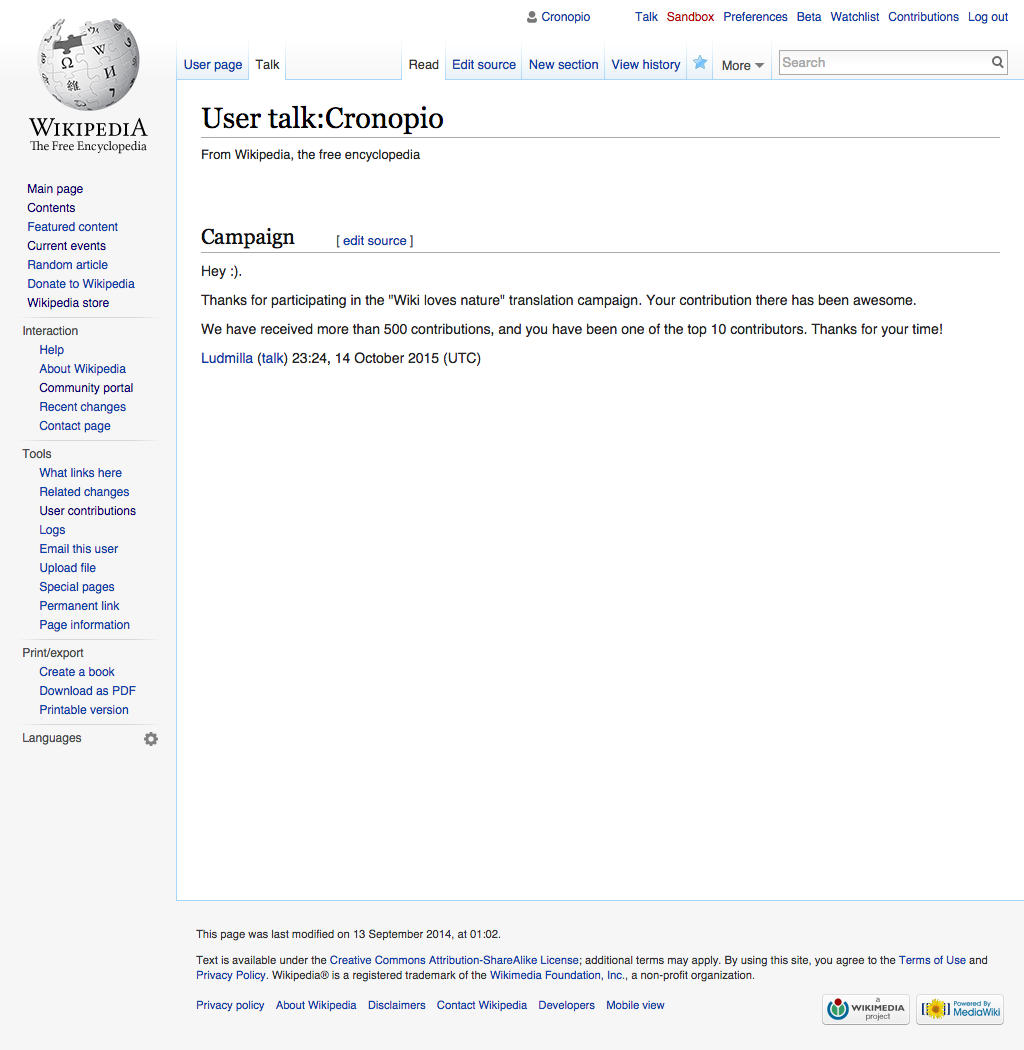 Cronopio Talk Sandbox Preferences Beta Watchlist Contributions Log out
User page Talk Read Edit source New section View history More Search
Ω W И 維 7
WIKIPEDIA
The Free Encyclopedia
Main page
Contents
Featured content
Current events
Random article
Donate to Wikipedia
Wikipedia store
Interaction
Help
About Wikipedia
Community portal
Recent changes
Contact page
Tools
What links here
Related changes
User contributions
Logs
Email this user
Upload file
Special pages
Permanent link
Page information
Print/export
Create a book
Download as PDF
Printable version
Languages
User talk:Cronopio
From Wikipedia, the free encyclopedia
Campaign [ edit source ]
Hey :).
Thanks for participating in the "Wiki loves nature" translation campaign. Your contribution there has been awesome.
We have received more than 500 contributions, and you have been one of the top 10 contributors. Thanks for your time!
Ludmilla (talk) 23:24, 14 October 2015 (UTC)
This page was last modified on 13 September 2014, at 01:02.
Text is available under the Creative Commons Attribution-ShareAlike License; additional terms may apply. By using this site, you agree to the Terms of Use and
Privacy Policy. Wikipedia® is a registered trademark of the Wikimedia Foundation, Inc., a non-profit organization.
Privacy policy About Wikipedia Disclaimers Contact Wikipedia Developers Mobile view
a
WIKIMEDIA
project
Powered By
MediaWiki